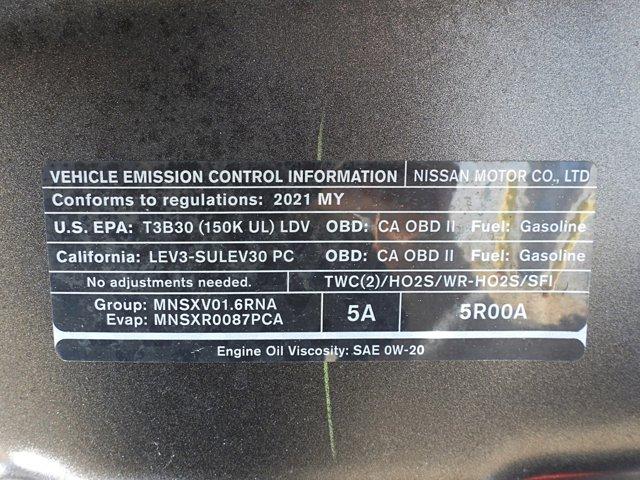 VEHICLE EMISSION CONTROL INFORMATION NISSAN MOTOR CO., LTD
Conforms to regulations: 2021 MY
U.S. EPA: T3B30 (150K UL) LDV OBD: CA OBD II Fuel: Gasoline
California: LEV3-SULEV30 PC OBD: CA OBD II Fuel: Gasoline
No adjustments needed. TWC(2)/HO2S/WR-HO2S/SFI
Group: MNSXV01.6RNA
Evap: MNSXR0087PCA
5A
5R00A
Engine Oil Viscosity: SAE 0W-20